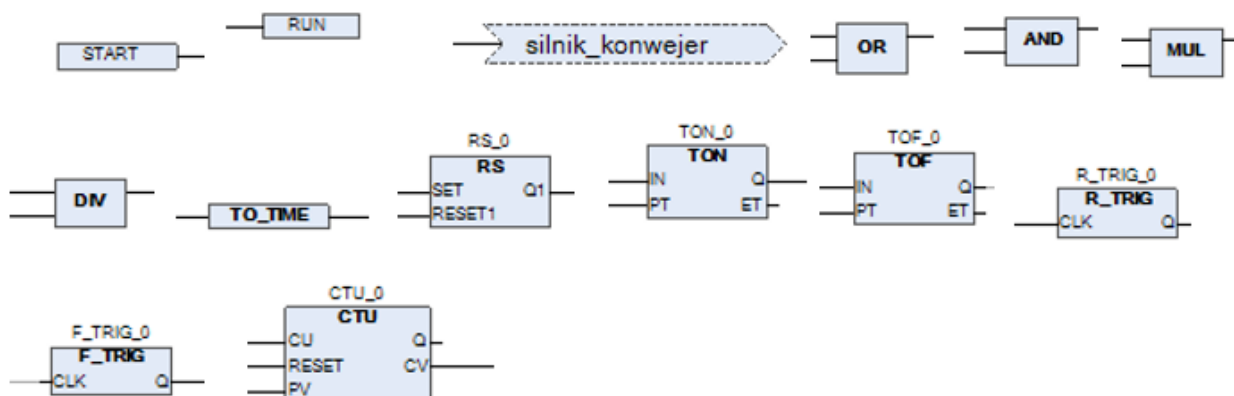 START
RUN
silnik_konwejer
OR
AND
MUL
DIV
TO_TIME
RS_0
RS
SET Q1
RESET1
TON_0
TON
IN Q
PT ET
TOF_0
TOF
IN Q
PT ET
R_TRIG_0
R_TRIG
CLK Q
F_TRIG_0
F_TRIG
CLK Q
CTU_0
CTU
CU Q
RESET CV
PV